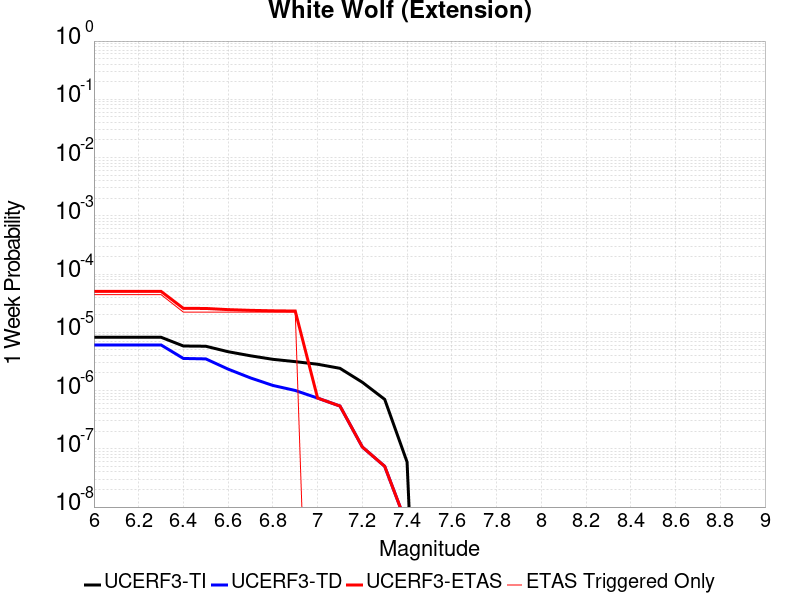 White Wolf (Extension)
10^0
10^-1
10^-2
10^-3
10^-4
10^-5
10^-6
10^-7
10^-8
1 Week Probability
6 6.2 6.4 6.6 6.8 7 7.2 7.4 7.6 7.8 8 8.2 8.4 8.6 8.8 9
Magnitude
UCERF3-TI UCERF3-TD UCERF3-ETAS ETAS Triggered Only